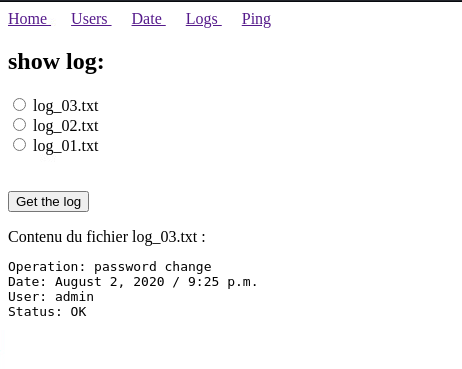 Home Users Date Logs Ping
show log:
log_03.txt
log_02.txt
log_01.txt
Get the log
Contenu du fichier log_03.txt :
Operation: password change
Date: August 2, 2020 / 9:25 p.m.
User: admin
Status: OK